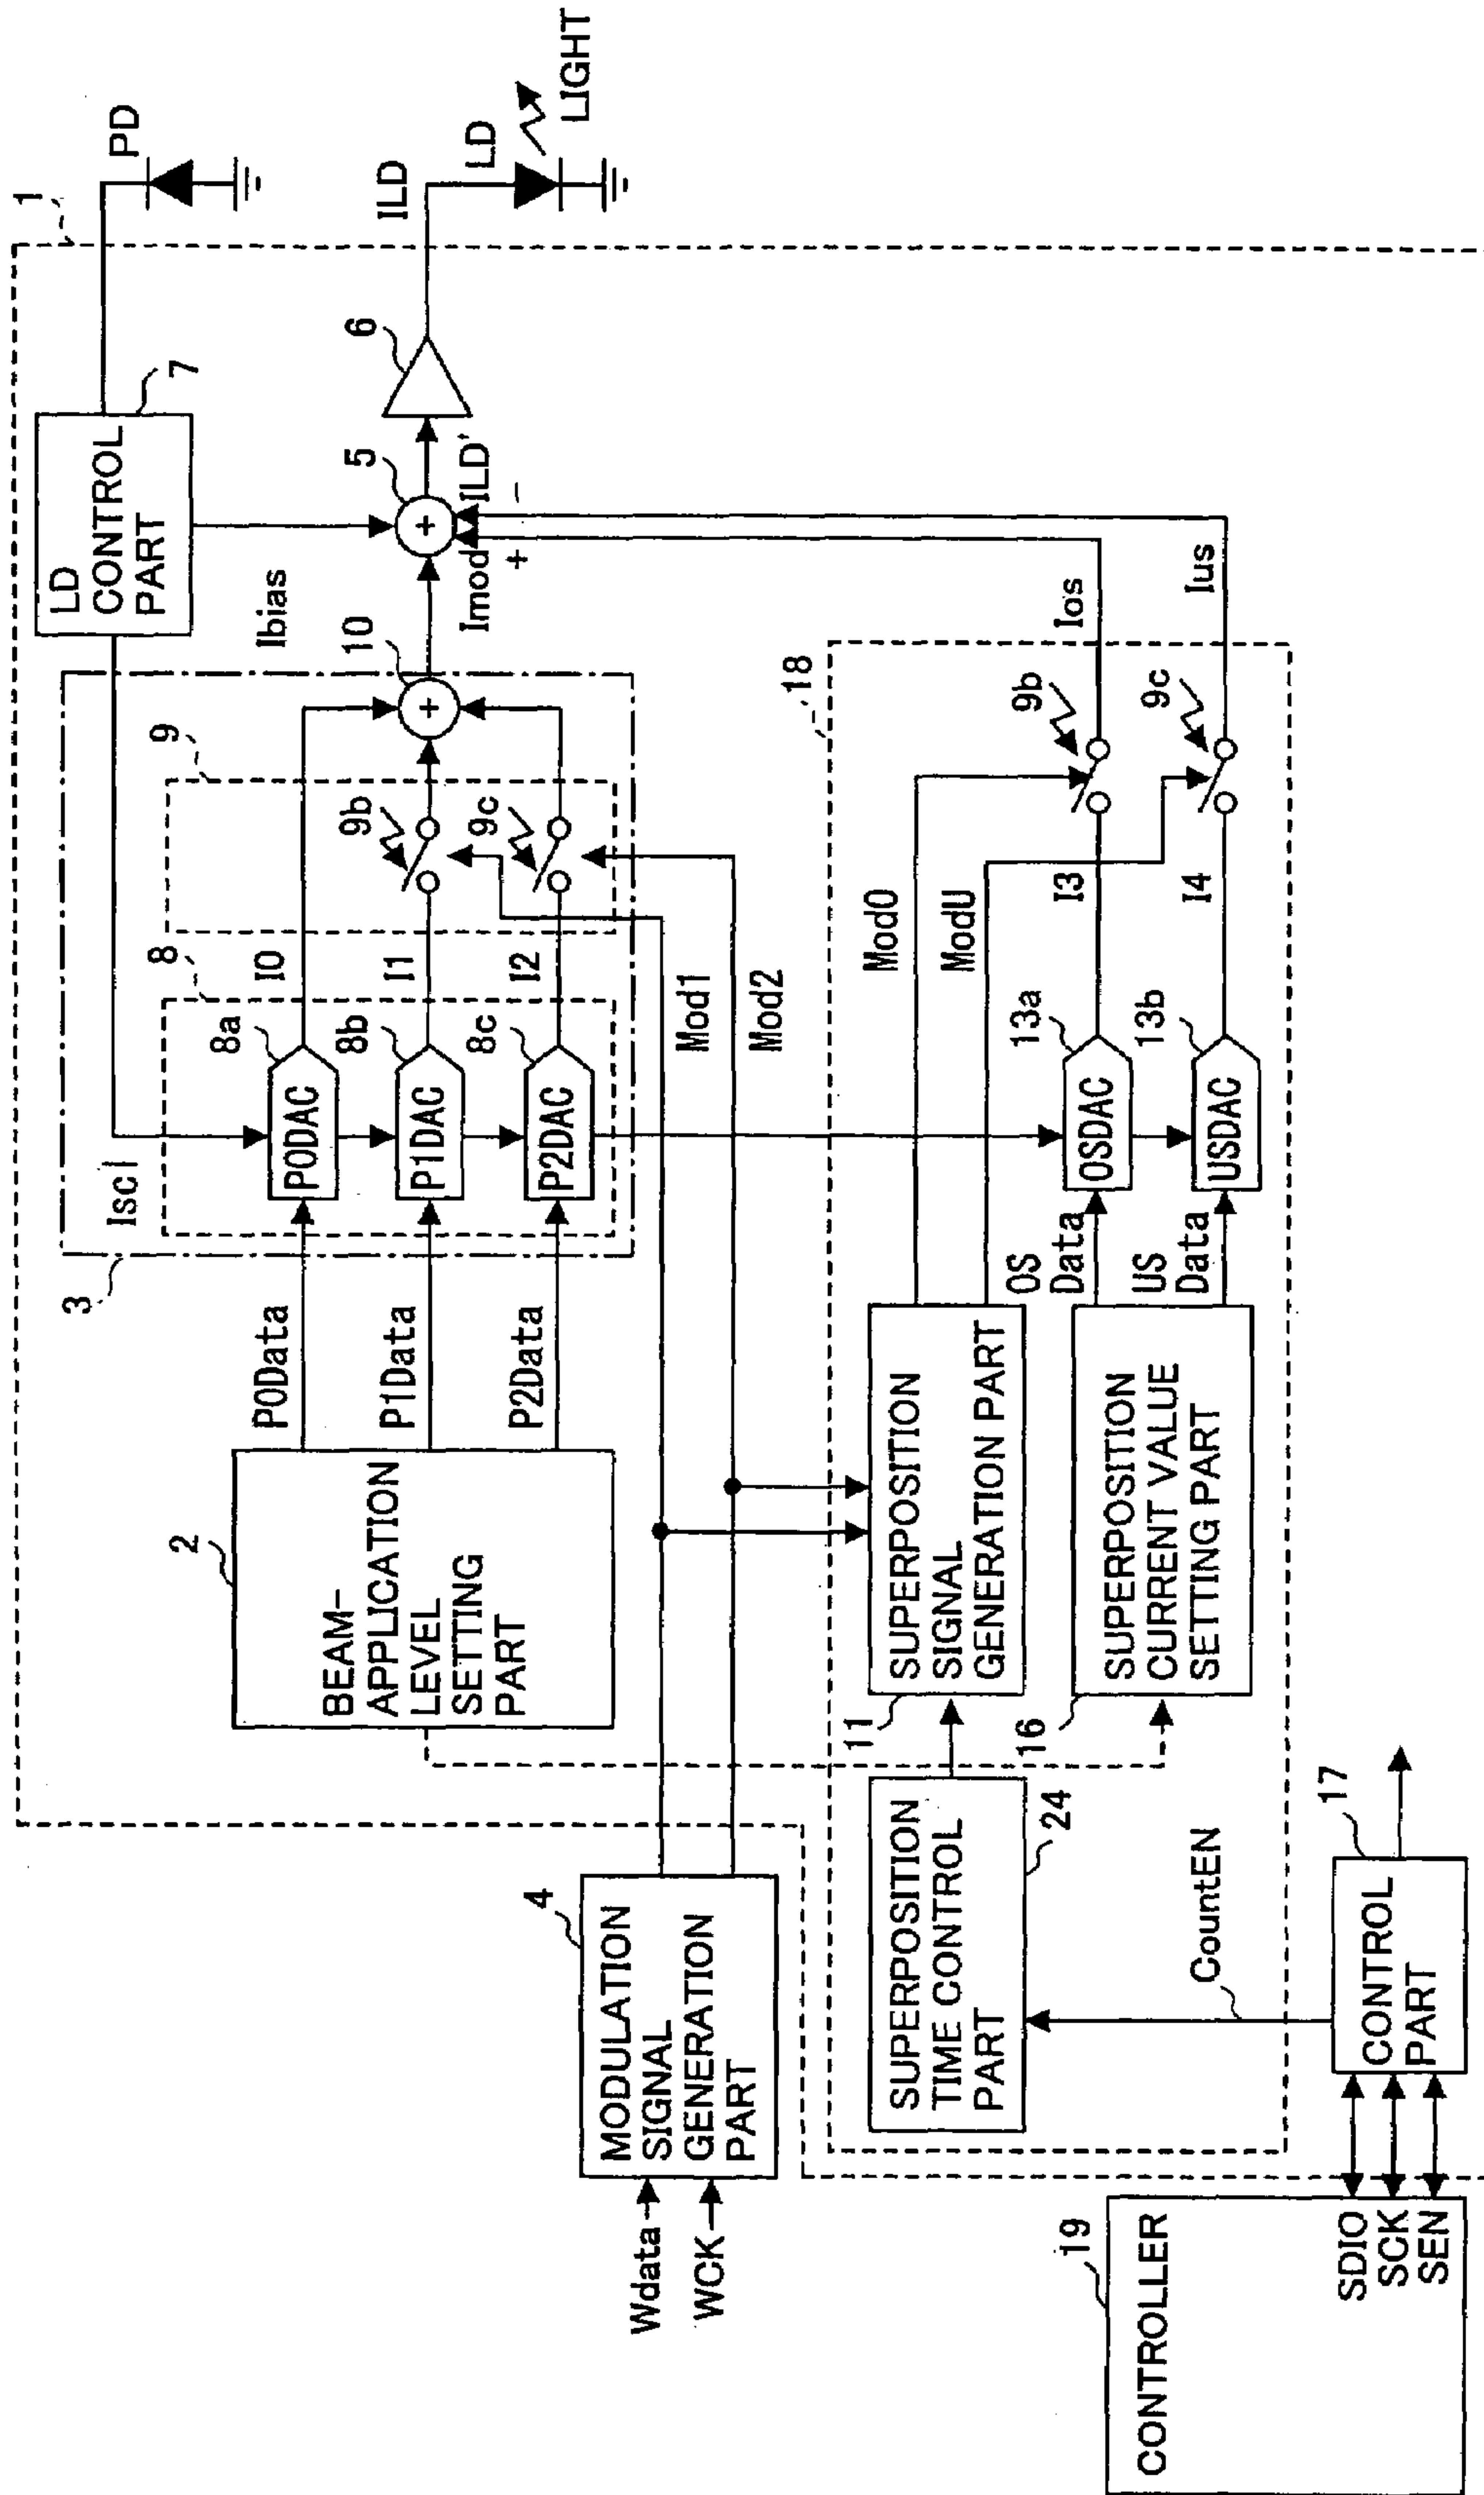 1
PD
LD
CONTROL
PART
7
Ibias
ILD
LD
LIGHT
6
5
ILD'
Imod
+
-
+
10
+
9
9b
9c
8
I0
I1
I2
8a
8b
8c
P0DAC
P1DAC
P2DAC
Iscl
3
P0Data
P1Data
P2Data
2
BEAM-
APPLICATION
LEVEL
SETTING
PART
Mod1
Mod2
4
MODULATION
SIGNAL
GENERATION
PART
Wdata
WCK
18
Ios
Ius
9b
9c
ModO
ModU
I3
I4
13a
13b
OSDAC
USDAC
OS
Data
US
Data
SUPERPOSITION
SIGNAL
GENERATION PART
11
SUPERPOSITION
CURRENT VALUE
SETTING PART
16
SUPERPOSITION
TIME CONTROL
PART
24
CountEN
17
CONTROL
PART
19
CONTROLLER
SDIO
SCK
SEN